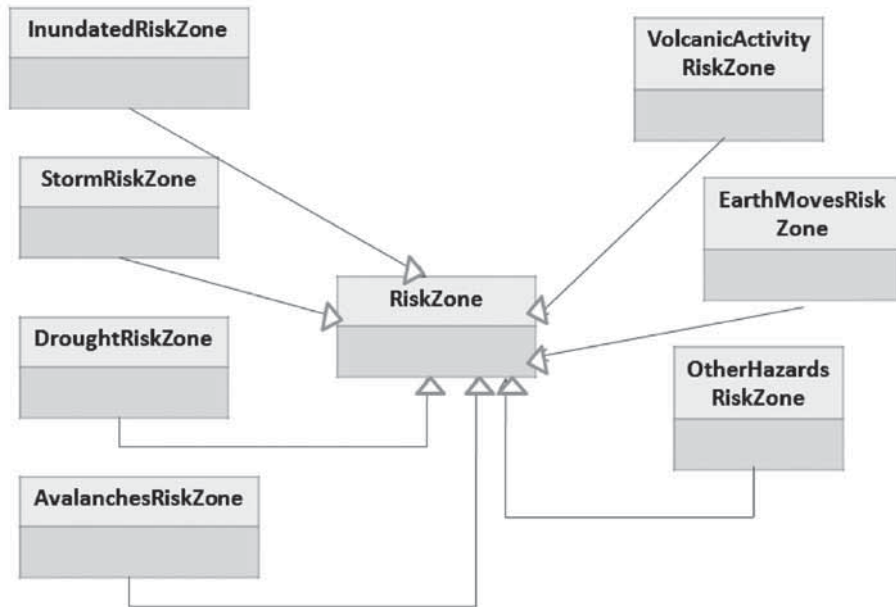 InundatedRiskZone
VolcanicActivity
RiskZone
StormRiskZone
EarthMovesRisk
Zone
RiskZone
DroughtRiskZone
OtherHazards
RiskZone
AvalanchesRiskZone